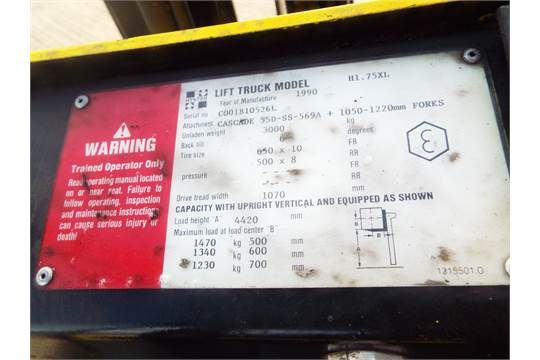 WARNING
Trained Operator Only
Read operating manual located
on or near seat. Failure to
follow operating, inspection
and maintenance instructions
can cause serious injury or
death!
LIFT TRUCK MODEL H1.75XL
Year of Manufacture 1990
Serial no C001B10526L
Attachment CASCADE 35D-SS-569A + 1050-1220mm FORKS
Unladen weight 3000 kg
Back tilt degrees
Tire size 650 x 10 FR
500 x 8 RR
pressure FR
RR
Drive tread width 1070 mm
CAPACITY WITH UPRIGHT VERTICAL AND EQUIPPED AS SHOWN
Load height 'A' 4420 mm
Maximum load at load center 'B'
1470 kg 500 mm
1340 kg 600 mm
1230 kg 700 mm
B
B
A
1315501.0